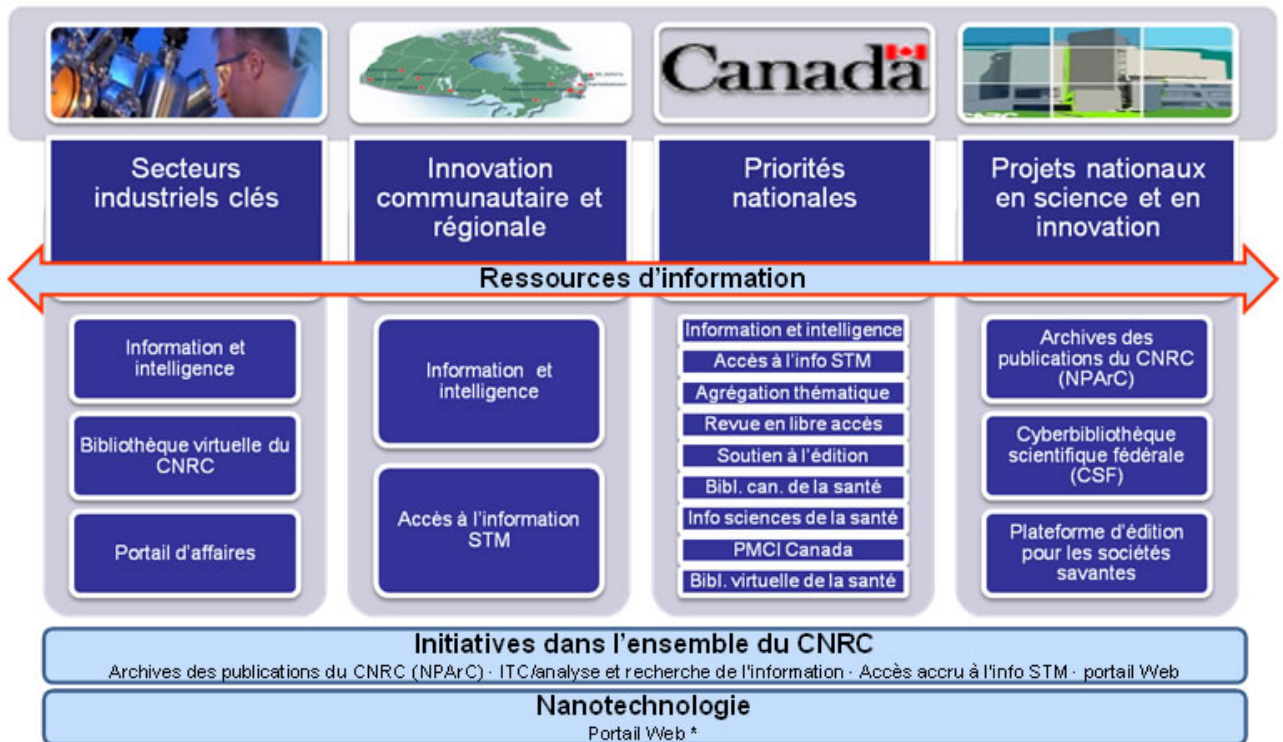 Canada
Secteurs
industriels clés
Innovation
communautaire et
régionale
Priorités
nationales
Projets nationaux
en science et en
innovation
Ressources d'information
Information et
intelligence
Bibliothèque virtuelle du
CNRC
Portail d'affaires
Information et
intelligence
Accès à l'information
STM
Information et intelligence
Accès à l'info STM
Agrégation thématique
Revue en libre accès
Soutien à l'édition
Bibl. can. de la santé
Info sciences de la santé
PMCI Canada
Bibl. virtuelle de la santé
Archives des
publications du CNRC
(NPArC)
Cyberbibliothèque
scientifique fédérale
(CSF)
Plateforme d'édition
pour les sociétés
savantes
Initiatives dans l'ensemble du CNRC
Archives des publications du CNRC (NPArC) · ITC/analyse et recherche de l'information · Accès accru à l'info STM · portail Web
Nanotechnologie
Portail Web *